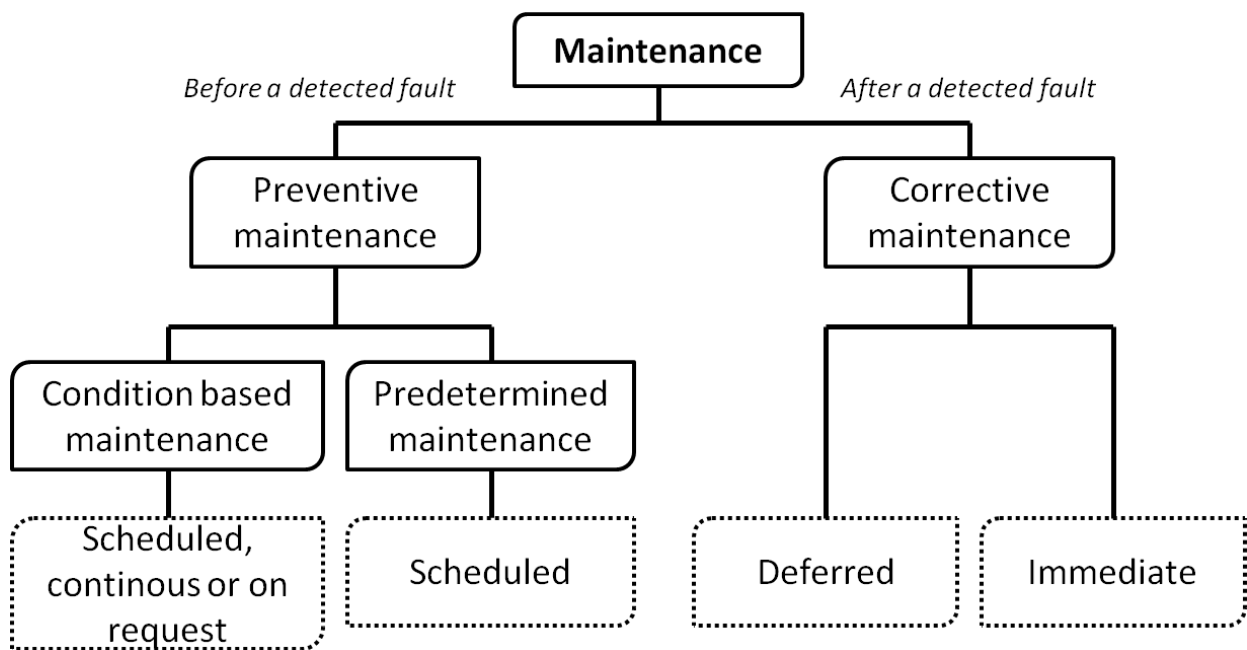 Maintenance
Before a detected fault
After a detected fault
Preventive
maintenance
Corrective
maintenance
Condition based
maintenance
Predetermined
maintenance
Scheduled,
continous or on
request
Scheduled
Deferred
Immediate